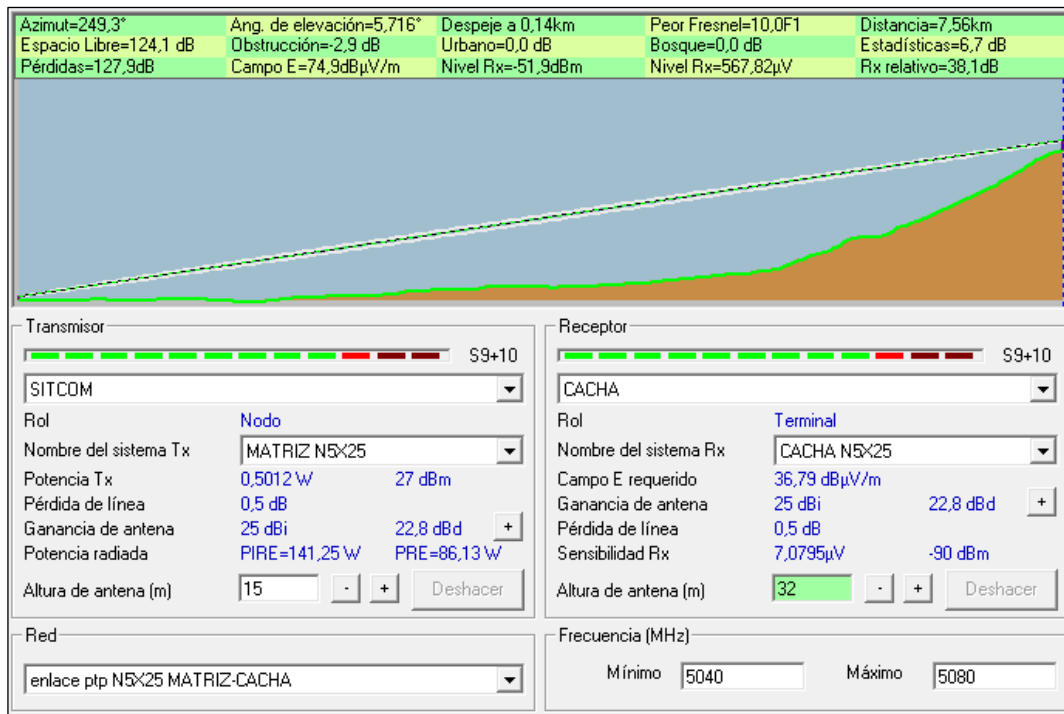 Azimut=249,3° Ang. de elevación=5,716° Despeje a 0,14km Peor Fresnel=10,0F1 Distancia=7,56km
Espacio Libre=124,1 dB Obstrucción=-2,9 dB Urbano=0,0 dB Bosque=0,0 dB Estadísticas=6,7 dB
Pérdidas=127,9dB Campo E=74,9dBµV/m Nivel Rx=-51,9dBm Nivel Rx=567,82µV Rx relativo=38,1dB
Transmisor
S9+10
SITCOM
Rol Nodo
Nombre del sistema Tx MATRIZ N5X25
Potencia Tx 0,5012 W 27 dBm
Pérdida de línea 0,5 dB
Ganancia de antena 25 dBi 22,8 dBd +
Potencia radiada PIRE=141,25 W PRE=86,13 W
Altura de antena (m) 15 - + Deshacer
Receptor
S9+10
CACHA
Rol Terminal
Nombre del sistema Rx CACHA N5X25
Campo E requerido 36,79 dBµV/m
Ganancia de antena 25 dBi 22,8 dBd +
Pérdida de línea 0,5 dB
Sensibilidad Rx 7,0795µV -90 dBm
Altura de antena (m) 32 - + Deshacer
Red
enlace ptp N5X25 MATRIZ-CACHA
Frecuencia (MHz)
Mínimo 5040 Máximo 5080